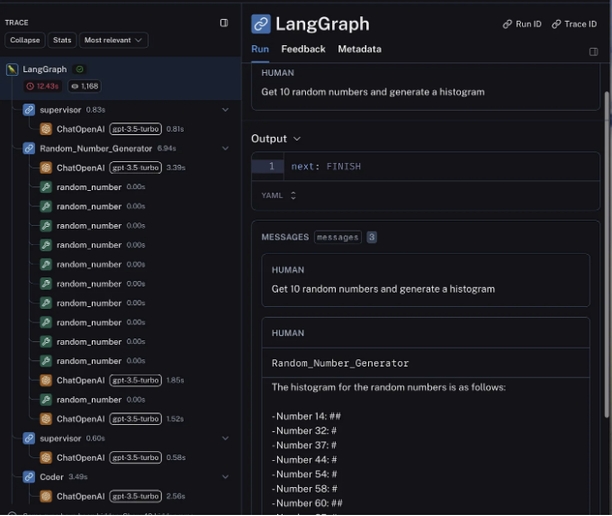 TRACE
Collapse Stats Most relevant
LangGraph
12.43s 1,168
supervisor 0.83s
ChatOpenAI gpt-3.5-turbo 0.81s
Random_Number_Generator 6.94s
ChatOpenAI gpt-3.5-turbo 3.39s
random_number 0.00s
random_number 0.00s
random_number 0.00s
random_number 0.00s
random_number 0.00s
random_number 0.00s
random_number 0.00s
random_number 0.00s
random_number 0.00s
random_number 0.00s
ChatOpenAI gpt-3.5-turbo 1.85s
random_number 0.00s
ChatOpenAI gpt-3.5-turbo 1.52s
supervisor 0.60s
ChatOpenAI gpt-3.5-turbo 0.58s
Coder 3.49s
ChatOpenAI gpt-3.5-turbo 2.56s
LangGraph
Run ID Trace ID
Run Feedback Metadata
HUMAN
Get 10 random numbers and generate a histogram
Output
1 next: FINISH
YAML
MESSAGES messages 3
HUMAN
Get 10 random numbers and generate a histogram
HUMAN
Random_Number_Generator
The histogram for the random numbers is as follows:
- Number 14: ##
- Number 32: #
- Number 37: #
- Number 44: #
- Number 54: #
- Number 58: #
- Number 60: ##